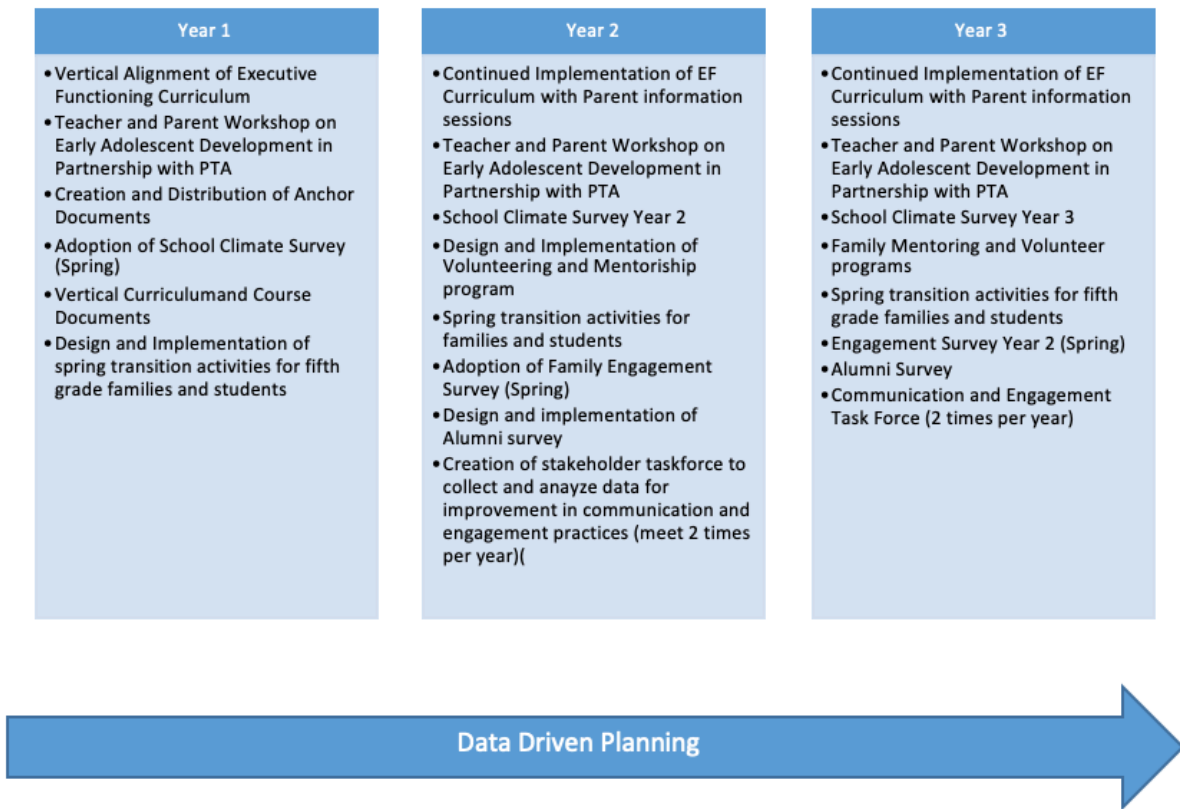 Year 1
•Vertical Alignment of Executive
Functioning Curriculum
•Teacher and Parent Workshop on
Early Adolescent Development in
Partnership with PTA
•Creation and Distribution of Anchor
Documents
•Adoption of School Climate Survey
(Spring)
•Vertical Curriculumand Course
Documents
•Design and Implementation of
spring transition activities for fifth
grade families and students
Year 2
•Continued Implementation of EF
Curriculum with Parent information
sessions
•Teacher and Parent Workshop on
Early Adolescent Development in
Partnership with PTA
•School Climate Survey Year 2
•Design and Implementation of
Volunteering and Mentoriship
program
•Spring transition activities for
families and students
•Adoption of Family Engagement
Survey (Spring)
•Design and implementation of
Alumni survey
•Creation of stakeholder taskforce to
collect and anayze data for
improvement in communication and
engagement practices (meet 2 times
per year)(
Year 3
•Continued Implementation of EF
Curriculum with Parent information
sessions
•Teacher and Parent Workshop on
Early Adolescent Development in
Partnership with PTA
•School Climate Survey Year 3
•Family Mentoring and Volunteer
programs
•Spring transition activities for fifth
grade families and students
•Engagement Survey Year 2 (Spring)
•Alumni Survey
•Communication and Engagement
Task Force (2 times per year)
Data Driven Planning